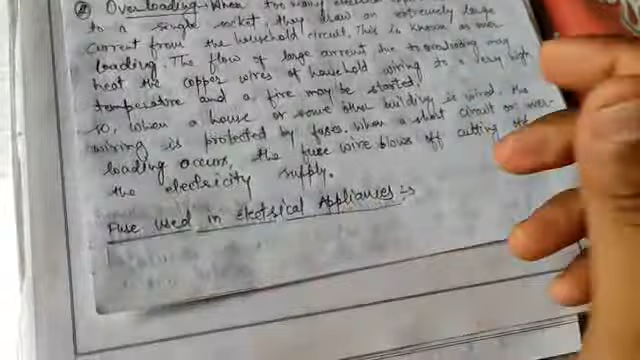 Overloading:- When too many electrical
to a single socket they draw an extremely large
current from the household circuit. This is known as over
loading. The flow of large current due to overloading may
heat the copper wires of household wiring to a very high
temperature and a fire may be started.
so, when a house or some other building is wired, the
wiring is protected by fuses. When a short circuit or over-
loading occurs, the fuse wire blows off cutting off
the electricity supply.
Fuse used in electrical Appliances :-